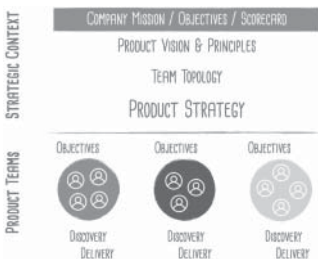 STRATEGIC CONTEXT
COMPANY MISSION / OBJECTIVES / SCORECARD
PRODUCT VISION & PRINCIPLES
TEAM TOPOLOGY
PRODUCT STRATEGY
PRODUCT TEAMS
OBJECTIVES OBJECTIVES OBJECTIVES
DISCOVERY DISCOVERY DISCOVERY
DELIVERY DELIVERY DELIVERY